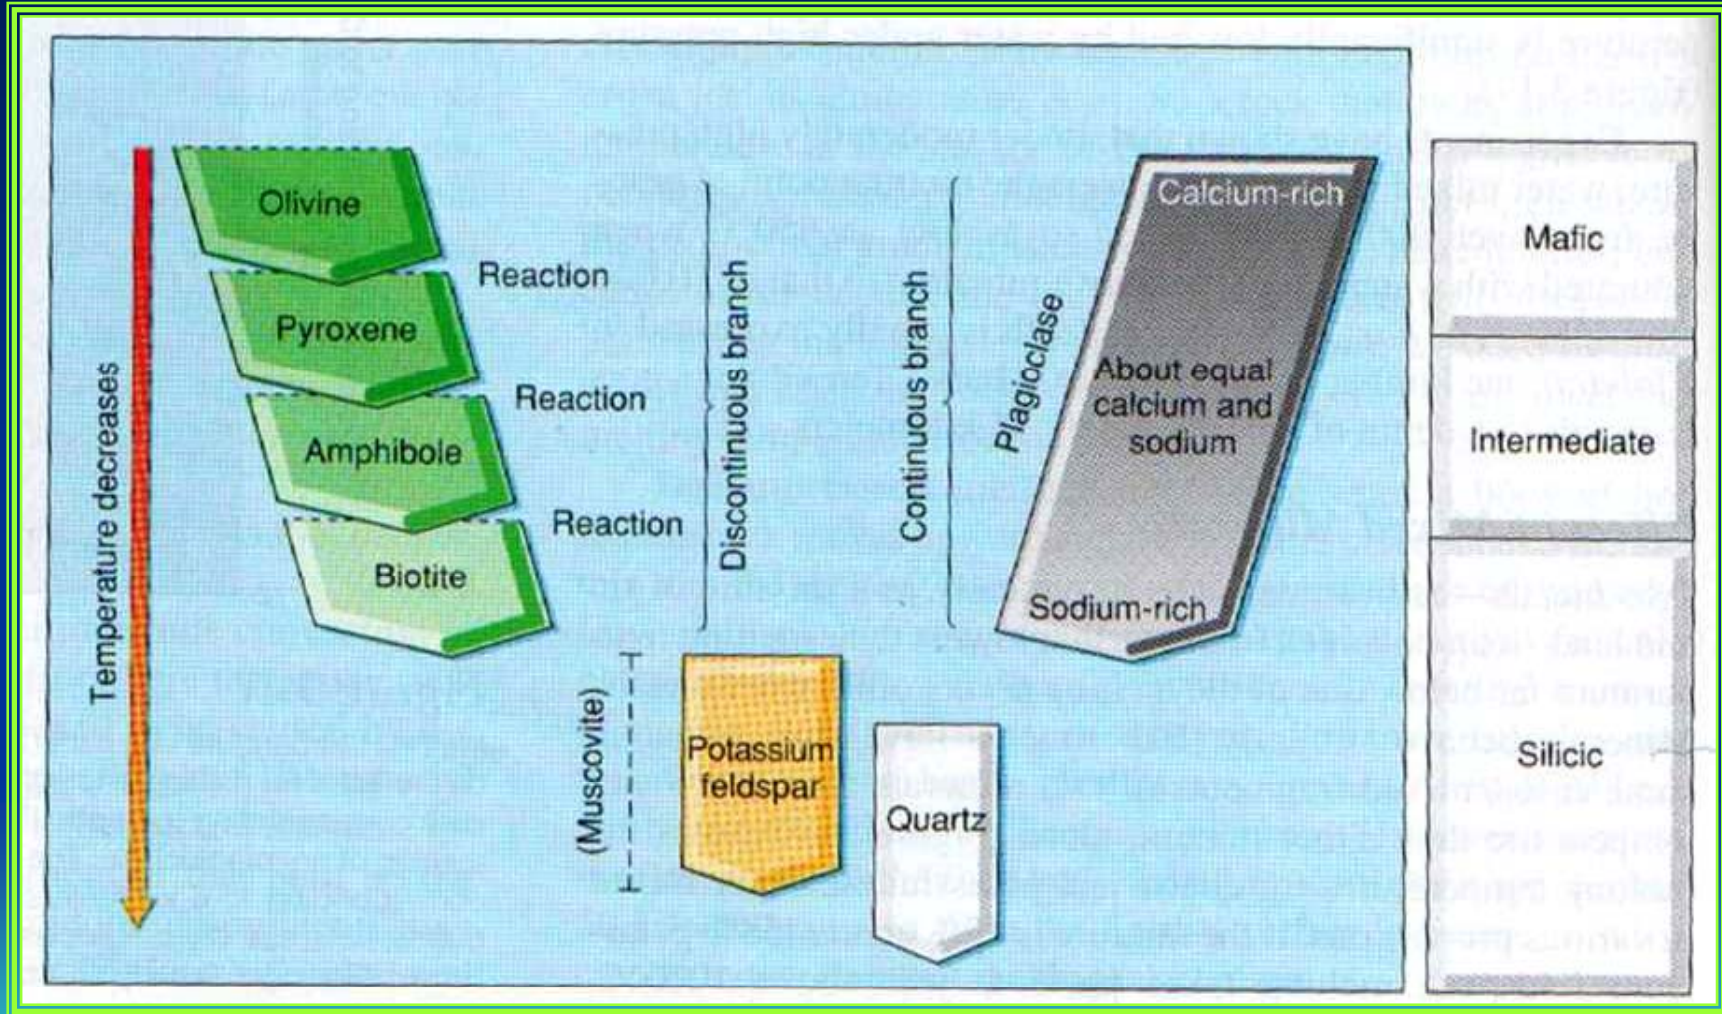 Temperature decreases
Olivine
Reaction
Pyroxene
Reaction
Amphibole
Reaction
Biotite
Discontinuous branch
Continuous branch
Plagioclase
Calcium-rich
About equal
calcium and
sodium
Sodium-rich
(Muscovite)
Potassium
feldspar
Quartz
Mafic
Intermediate
Silicic